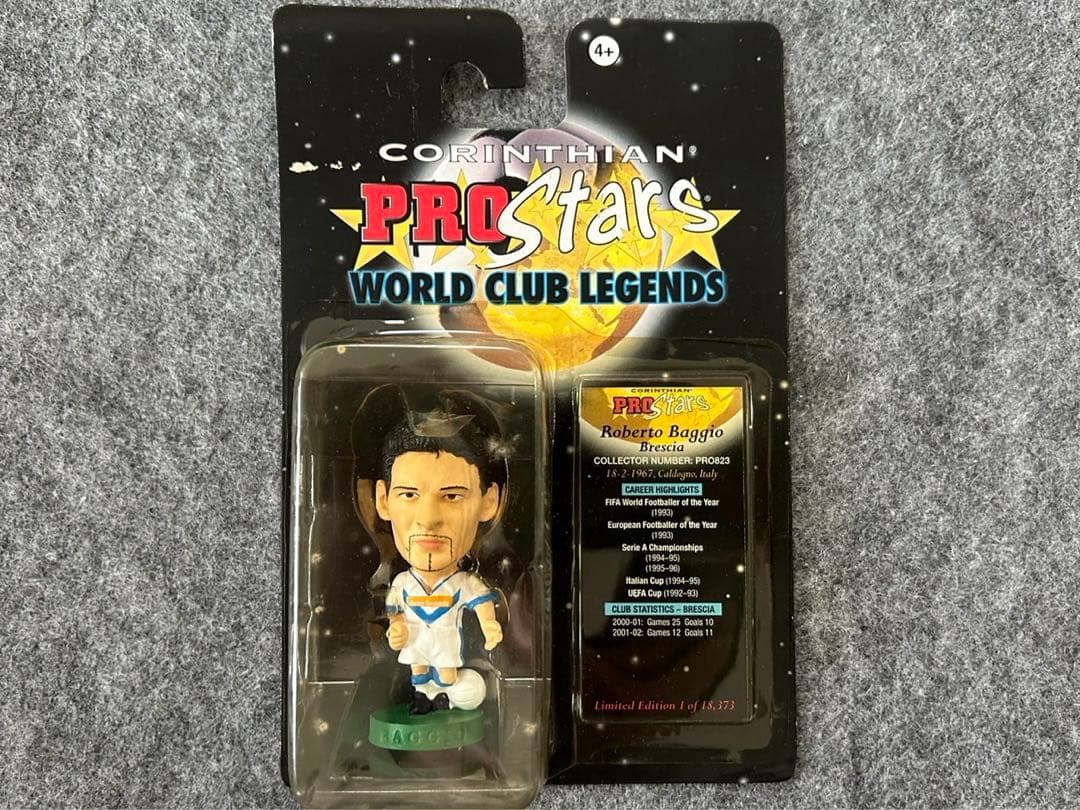 4+
CORINTHIAN®
PROStars®
WORLD CLUB LEGENDS
CORINTHIAN
PROStars
Roberto Baggio
Brescia
COLLECTOR NUMBER: PRO823
18-2-1967, Caldogno, Italy
CAREER HIGHLIGHTS
FIFA World Footballer of the Year
(1993)
European Footballer of the Year
(1993)
Serie A Championships
(1994–95)
(1995–96)
Italian Cup (1994–95)
UEFA Cup (1992–93)
CLUB STATISTICS – BRESCIA
2000-01: Games 25 Goals 10
2001-02: Games 12 Goals 11
Limited Edition 1 of 18,373
BAGGIO